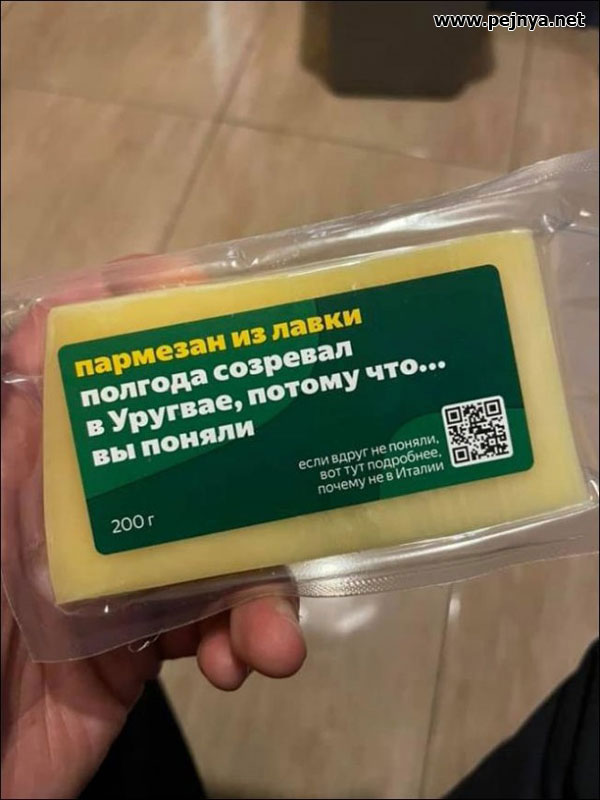 www.pejnya.net
пармезан из лавки
полгода созревал
в Уругвае, потому что...
вы поняли
если вдруг не поняли,
вот тут подробнее,
почему не в Италии
200 г